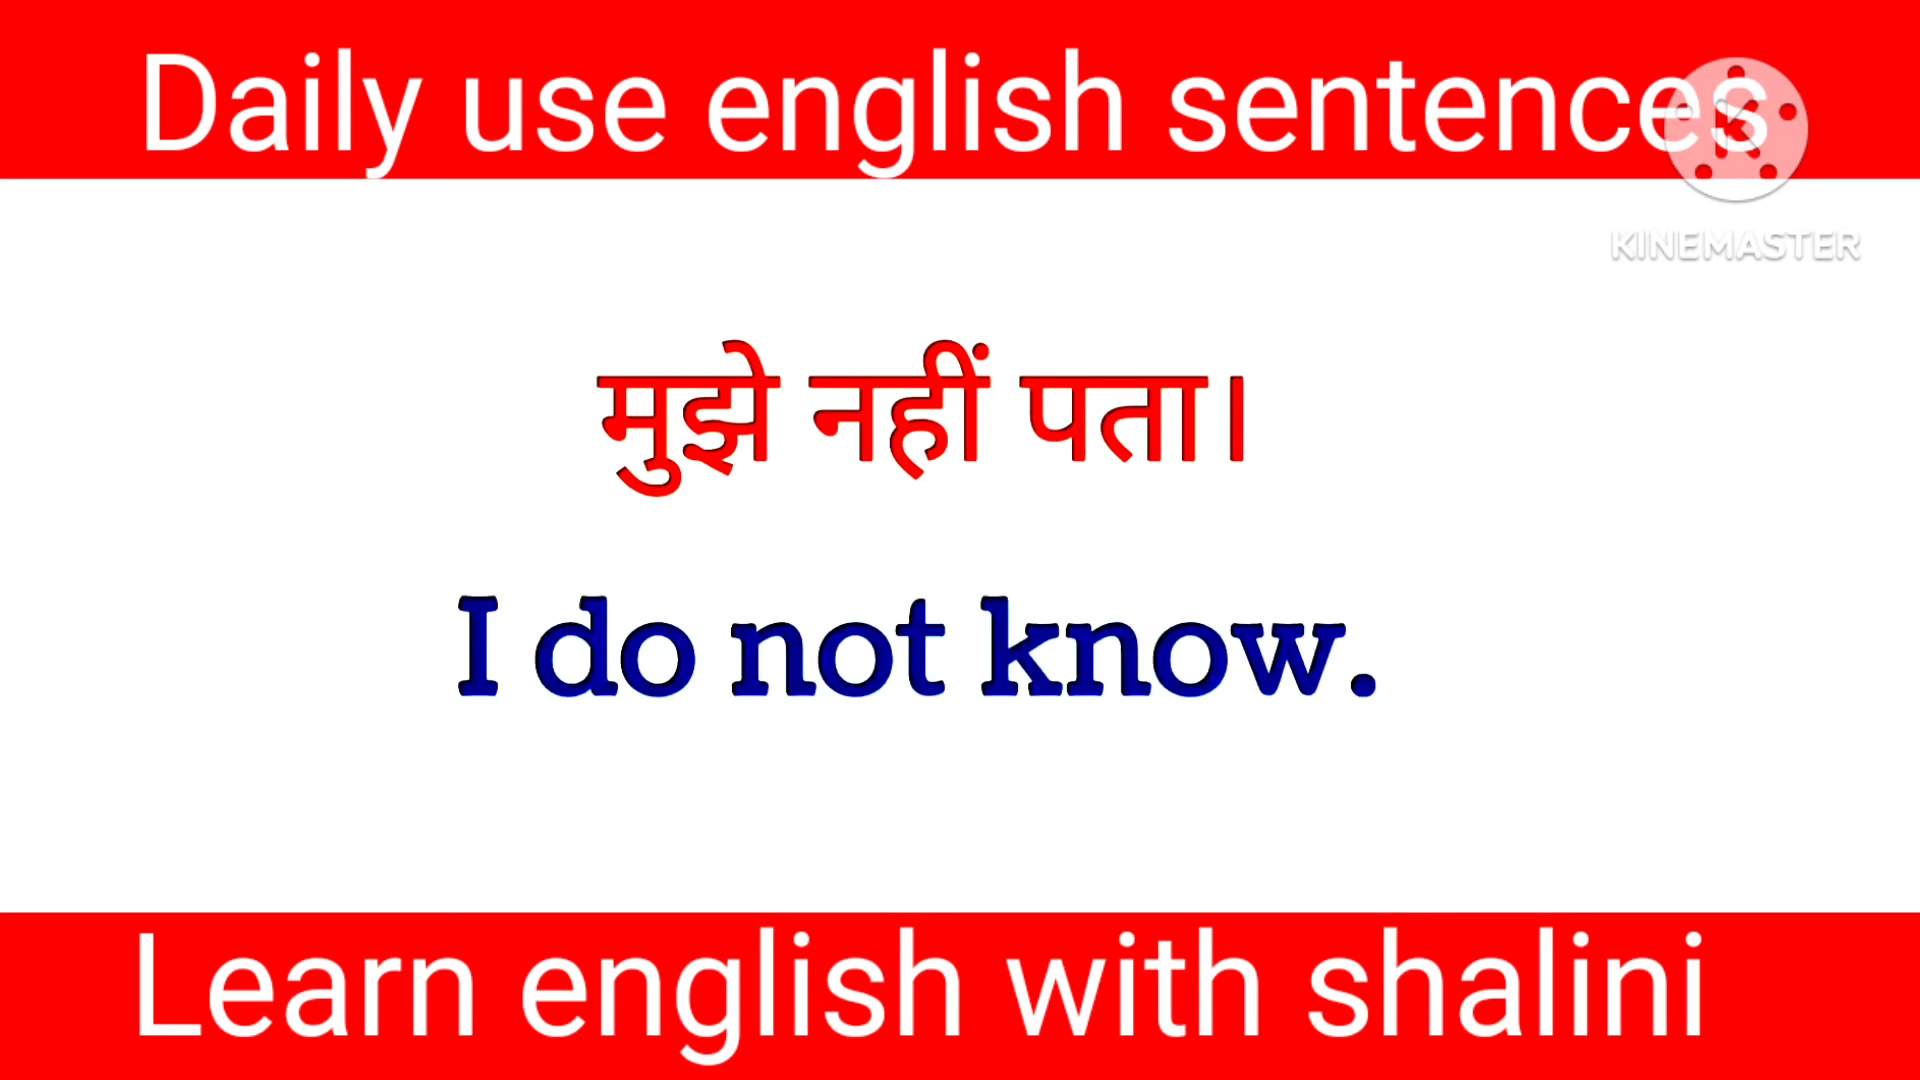 Daily use english sentences
KINEMASTER
मुझे नहीं पता।
I do not know.
Learn english with shalini